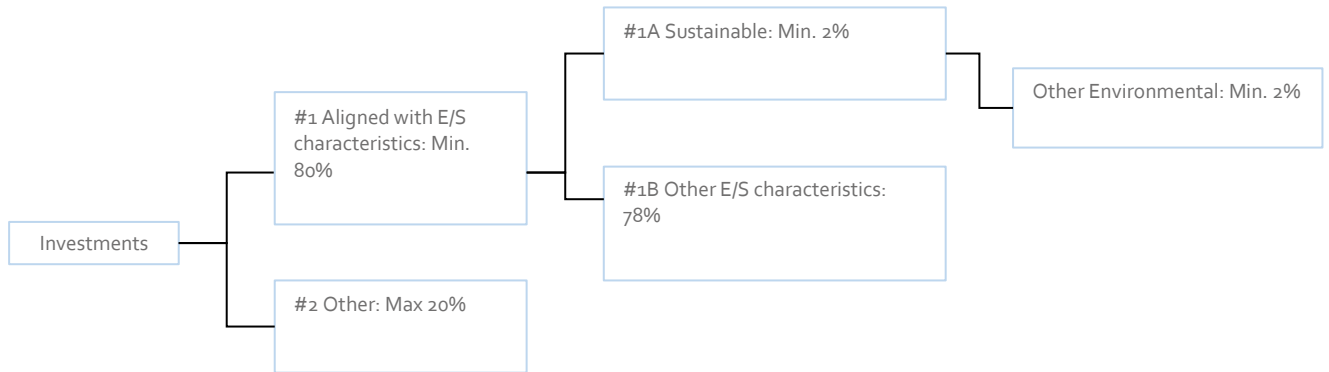 #1A Sustainable: Min. 2%
Other Environmental: Min. 2%
#1 Aligned with E/S
characteristics: Min.
80%
#1B Other E/S characteristics:
78%
Investments
#2 Other: Max 20%